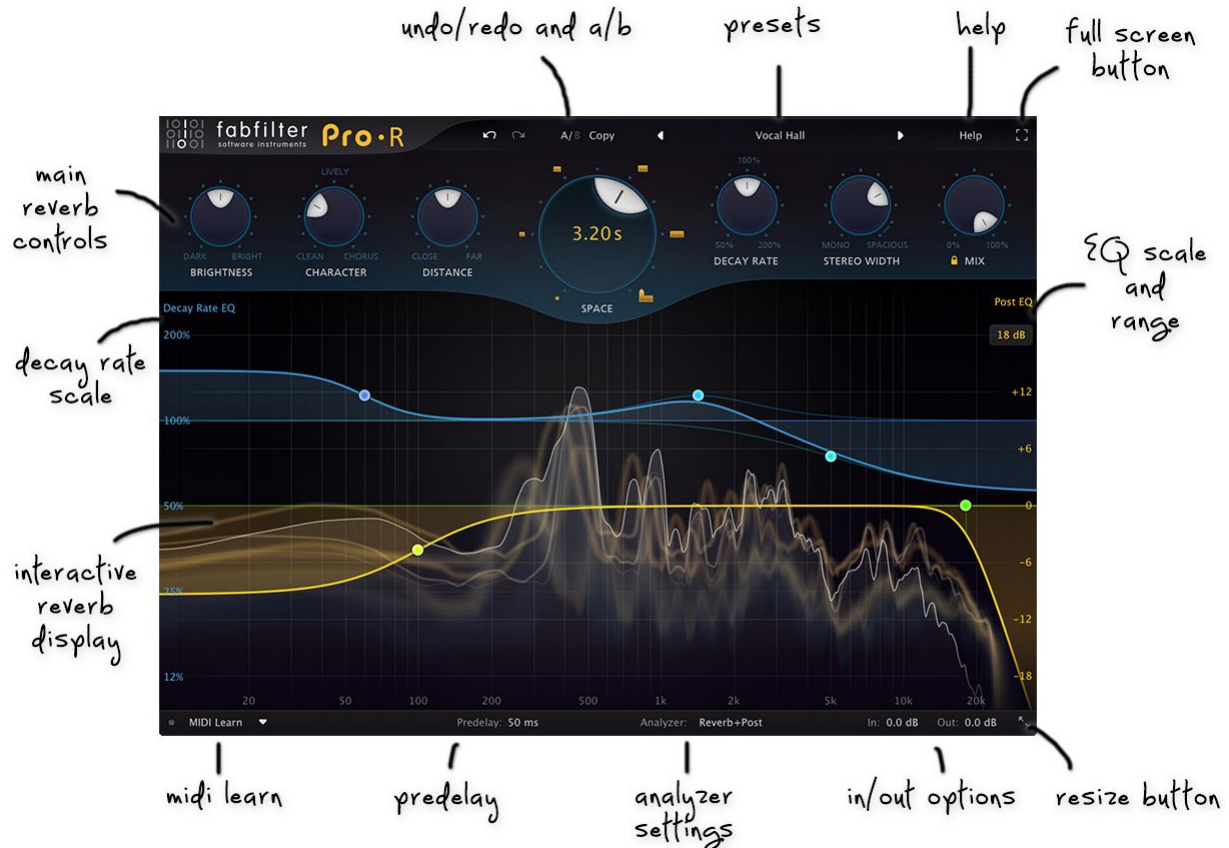 undo/redo and a/b
presets
help
full screen
button
fabfilter
software instruments
Pro·R
A/B Copy
Vocal Hall
Help
main
reverb
controls
LIVELY
DARK BRIGHT
BRIGHTNESS
CLEAN CHORUS
CHARACTER
CLOSE FAR
DISTANCE
3.20 s
SPACE
100%
50% 200%
DECAY RATE
MONO SPACIOUS
STEREO WIDTH
0% 100%
MIX
EQ scale
and
range
Decay Rate EQ
Post EQ
200%
18 dB
decay rate
scale
+12
100%
+6
50%
0
interactive
reverb
display
-6
25%
-12
12%
-18
20 50 100 200 500 1k 2k 5k 10k 20k
MIDI Learn
Predelay: 50 ms
Analyzer: Reverb+Post
In: 0.0 dB Out: 0.0 dB
midi learn
predelay
analyzer
settings
in/out options
resize button